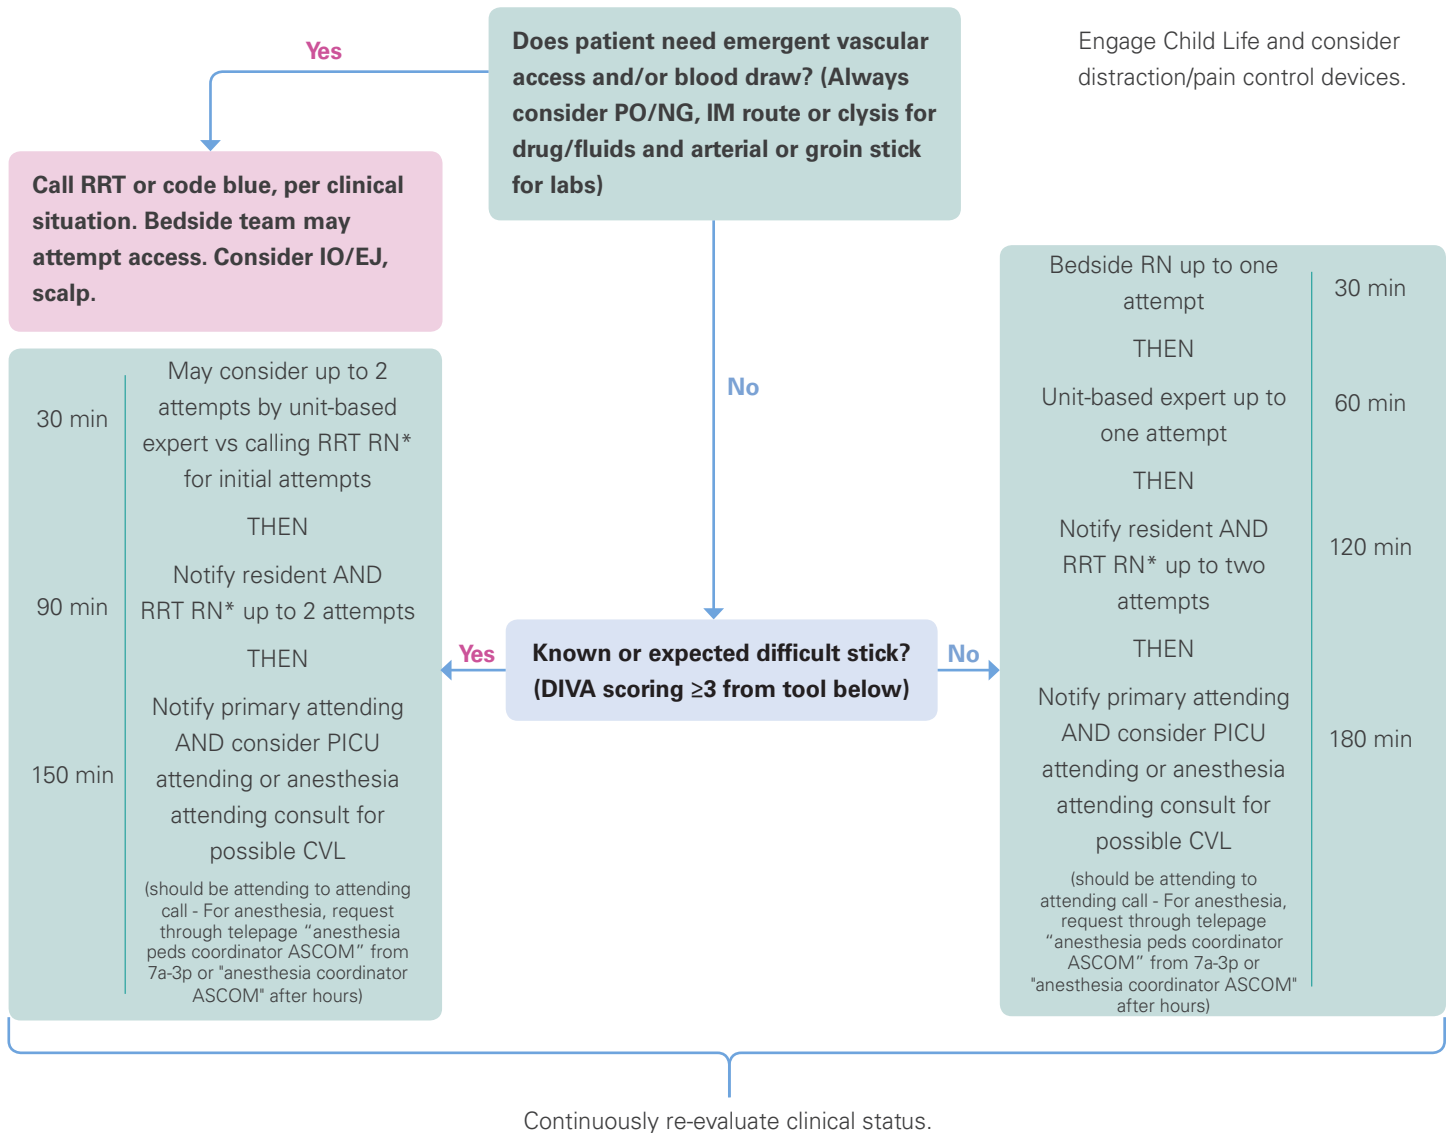 Yes
Does patient need emergent vascular
access and/or blood draw? (Always
consider PO/NG, IM route or clysis for
drug/fluids and arterial or groin stick
for labs)
Engage Child Life and consider
distraction/pain control devices.
Call RRT or code blue, per clinical
situation. Bedside team may
attempt access. Consider IO/EJ,
scalp.
No
30 min
May consider up to 2
attempts by unit-based
expert vs calling RRT RN*
for initial attempts
THEN
90 min
Notify resident AND
RRT RN* up to 2 attempts
THEN
150 min
Notify primary attending
AND consider PICU
attending or anesthesia
attending consult for
possible CVL
(should be attending to attending
call - For anesthesia, request
through telepage “anesthesia
peds coordinator ASCOM” from
7a-3p or "anesthesia coordinator
ASCOM" after hours)
Yes
Known or expected difficult stick?
(DIVA scoring ≥3 from tool below)
No
Bedside RN up to one
attempt
30 min
THEN
Unit-based expert up to
one attempt
60 min
THEN
Notify resident AND
RRT RN* up to two
attempts
120 min
THEN
Notify primary attending
AND consider PICU
attending or anesthesia
attending consult for
possible CVL
180 min
(should be attending to
attending call - For anesthesia,
request through telepage
“anesthesia peds coordinator
ASCOM” from 7a-3p or
"anesthesia coordinator ASCOM"
after hours)
Continuously re-evaluate clinical status.